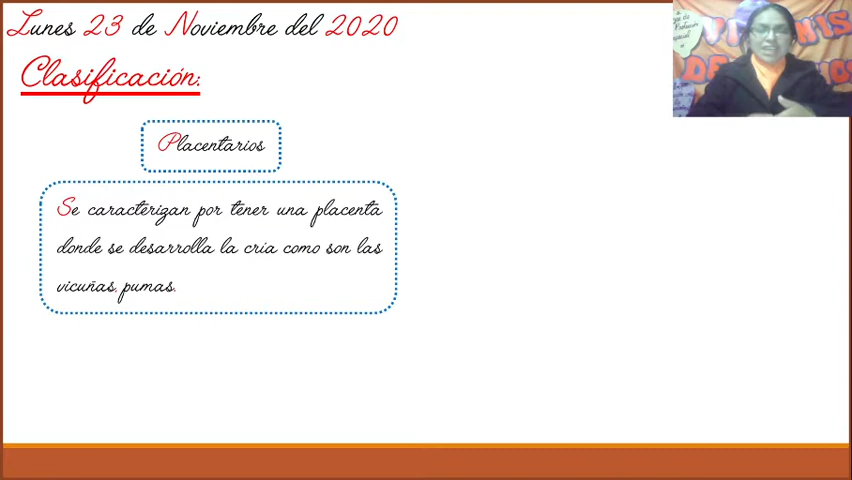 Lunes 23 de Noviembre del 2020
Clasificación:
Placentarios
Se caracterizan por tener una placenta
donde se desarrolla la cria como son las
vicuñas, pumas.